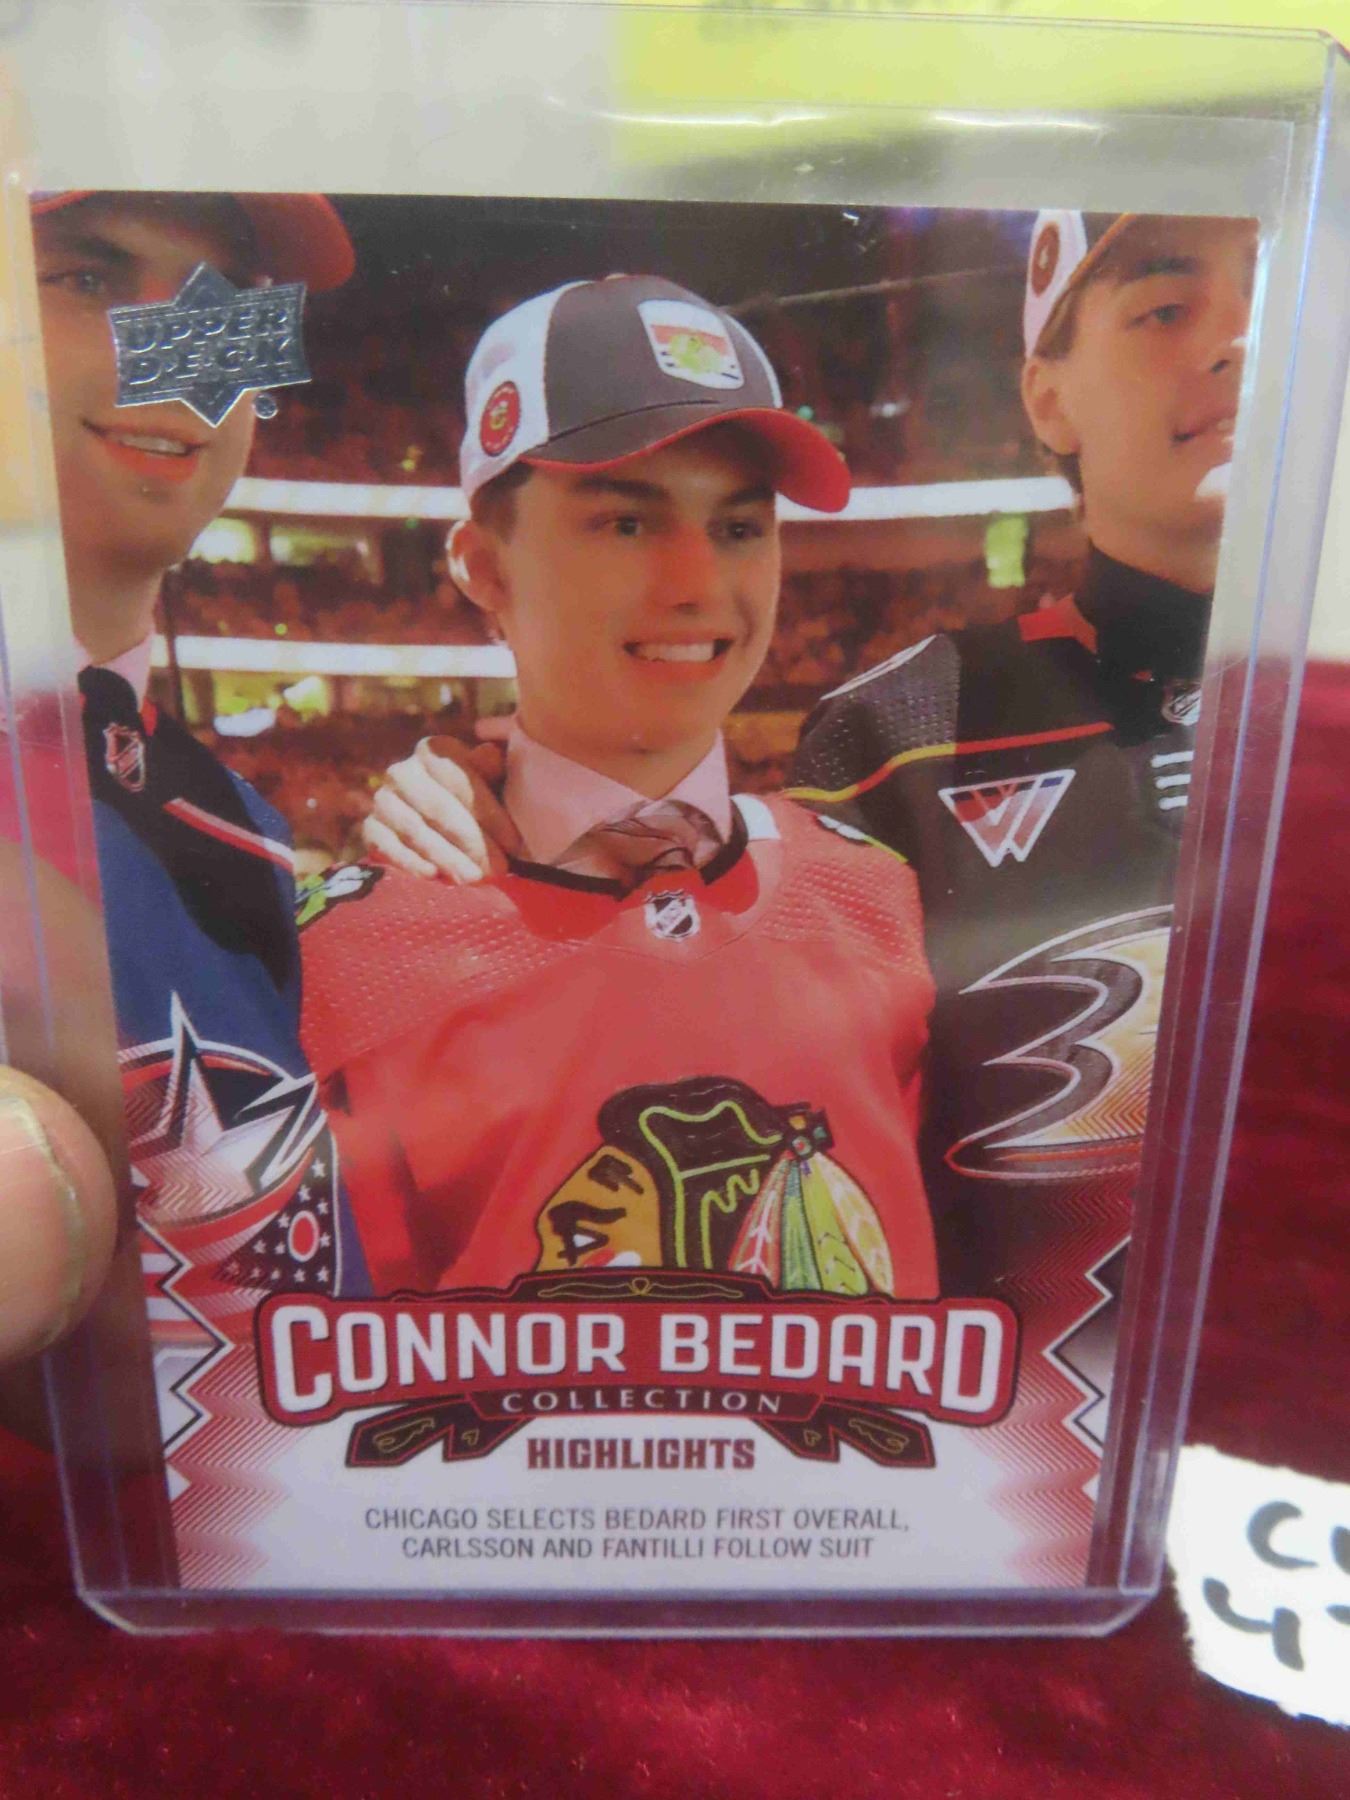 UPPER
DECK
CONNOR BEDARD
COLLECTION
HIGHLIGHTS
CHICAGO SELECTS BEDARD FIRST OVERALL,
CARLSSON AND FANTILLI FOLLOW SUIT